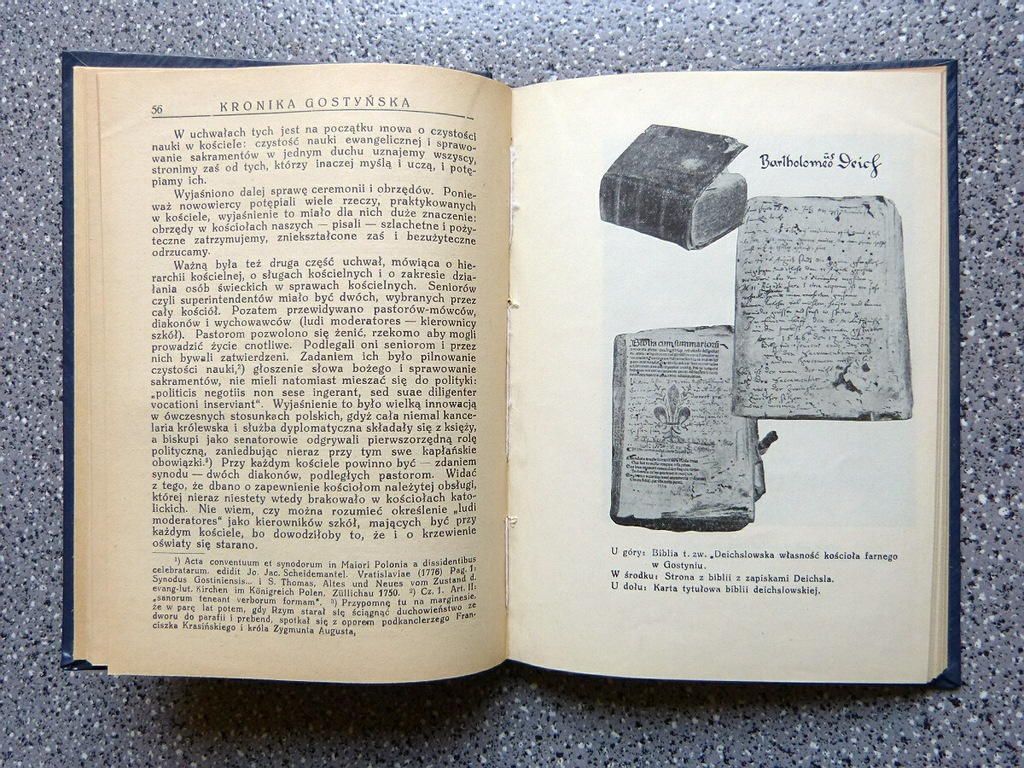 56 KRONIKA GOSTYŃSKA
W uchwałach tych jest na początku mowa o czystości
nauki w kościele: czystość nauki ewangelicznej i sprawo-
wanie sakramentów w jednym duchu uznajemy wszyscy,
stronimy zaś od tych, którzy inaczej myślą i uczą, i potę-
piamy ich.
Wyjaśniono dalej sprawę ceremonii i obrzędów. Ponie-
waż nowowiercy potępiali wiele rzeczy, praktykowanych
w kościele, wyjaśnienie to miało dla nich duże znaczenie:
obrzędy w kościołach naszych — pisali — szlachetne i poży-
teczne zatrzymujemy, zniekształcone zaś i bezużyteczne
odrzucamy.
Ważną była też druga część uchwał, mówiąca o hie-
rarchii kościelnej, o sługach kościelnych i o zakresie dzia-
łania osób świeckich w sprawach kościelnych. Seniorów
czyli superintendentów miało być dwóch, wybranych przez
cały kościół. Pozatem przewidywano pastorów-mówców,
diakonów i wychowawców (ludi moderatores — kierownicy
szkół). Pastorom pozwolono się żenić, rzekomo aby mogli
prowadzić życie cnotliwe. Podlegali oni seniorom i przez
nich bywali zatwierdzeni. Zadaniem ich było pilnowanie
czystości nauki,²) głoszenie słowa bożego i sprawowanie
sakramentów, nie mieli natomiast mieszać się do polityki:
„politicis negotiis non sese ingerant, sed suae diligenter
vocationi inserviant“. Wyjaśnienie to było wielką innowacją
w ówczesnych stosunkach polskich, gdyż cała niemal kance-
laria królewska i służba dyplomatyczna składały się z księży,
a biskupi jako senatorowie odgrywali pierwszorzędną rolę
polityczną, zaniedbując nieraz przy tym swe kapłańskie
obowiązki.³) Przy każdym kościele powinno być — zdaniem
synodu — dwóch diakonów, podległych pastorom. Widać
z tego, że dbano o zapewnienie kościołom należytej obsługi,
której nieraz niestety wtedy brakowało w kościołach kato-
lickich. Nie wiem, czy można rozumieć określenie „ludi
moderatores“ jako kierowników szkół, mających być przy
każdym kościele, bo dowodziłoby to, że i o krzewienie
oświaty się starano.
¹) Acta conventuum et synodorum in Maiori Polonia a dissidentibus
celebratarum. edidit Jo. Jac. Scheidemantel. Vratislaviae (1776) Pag. 1:
Synodus Gostiniensis... i S. Thomas, Altes und Neues vom Zustand d.
evang-lut. Kirchen im Königreich Polen, Züllichau 1750. ²) Cz. 1. Art. II:
„sanorum teneant verborum formam“. ³) Przypomnę tu na marginesie,
że w parę lat potem, gdy Rzym starał się ściągnąć duchowieństwo ze
dworu do parafii i prebend, spotkał się z oporem podkanclerzego Fran-
ciszka Krasińskiego i króla Zygmunta Augusta,
Bartholomeus Deich
Biblia cum summarioru
1546
U góry: Biblia t. zw. „Deichslowska własność kościoła farnego
w Gostyniu.
W środku: Strona z biblii z zapiskami Deichsla.
U dołu: Karta tytułowa biblii deichslowskiej.